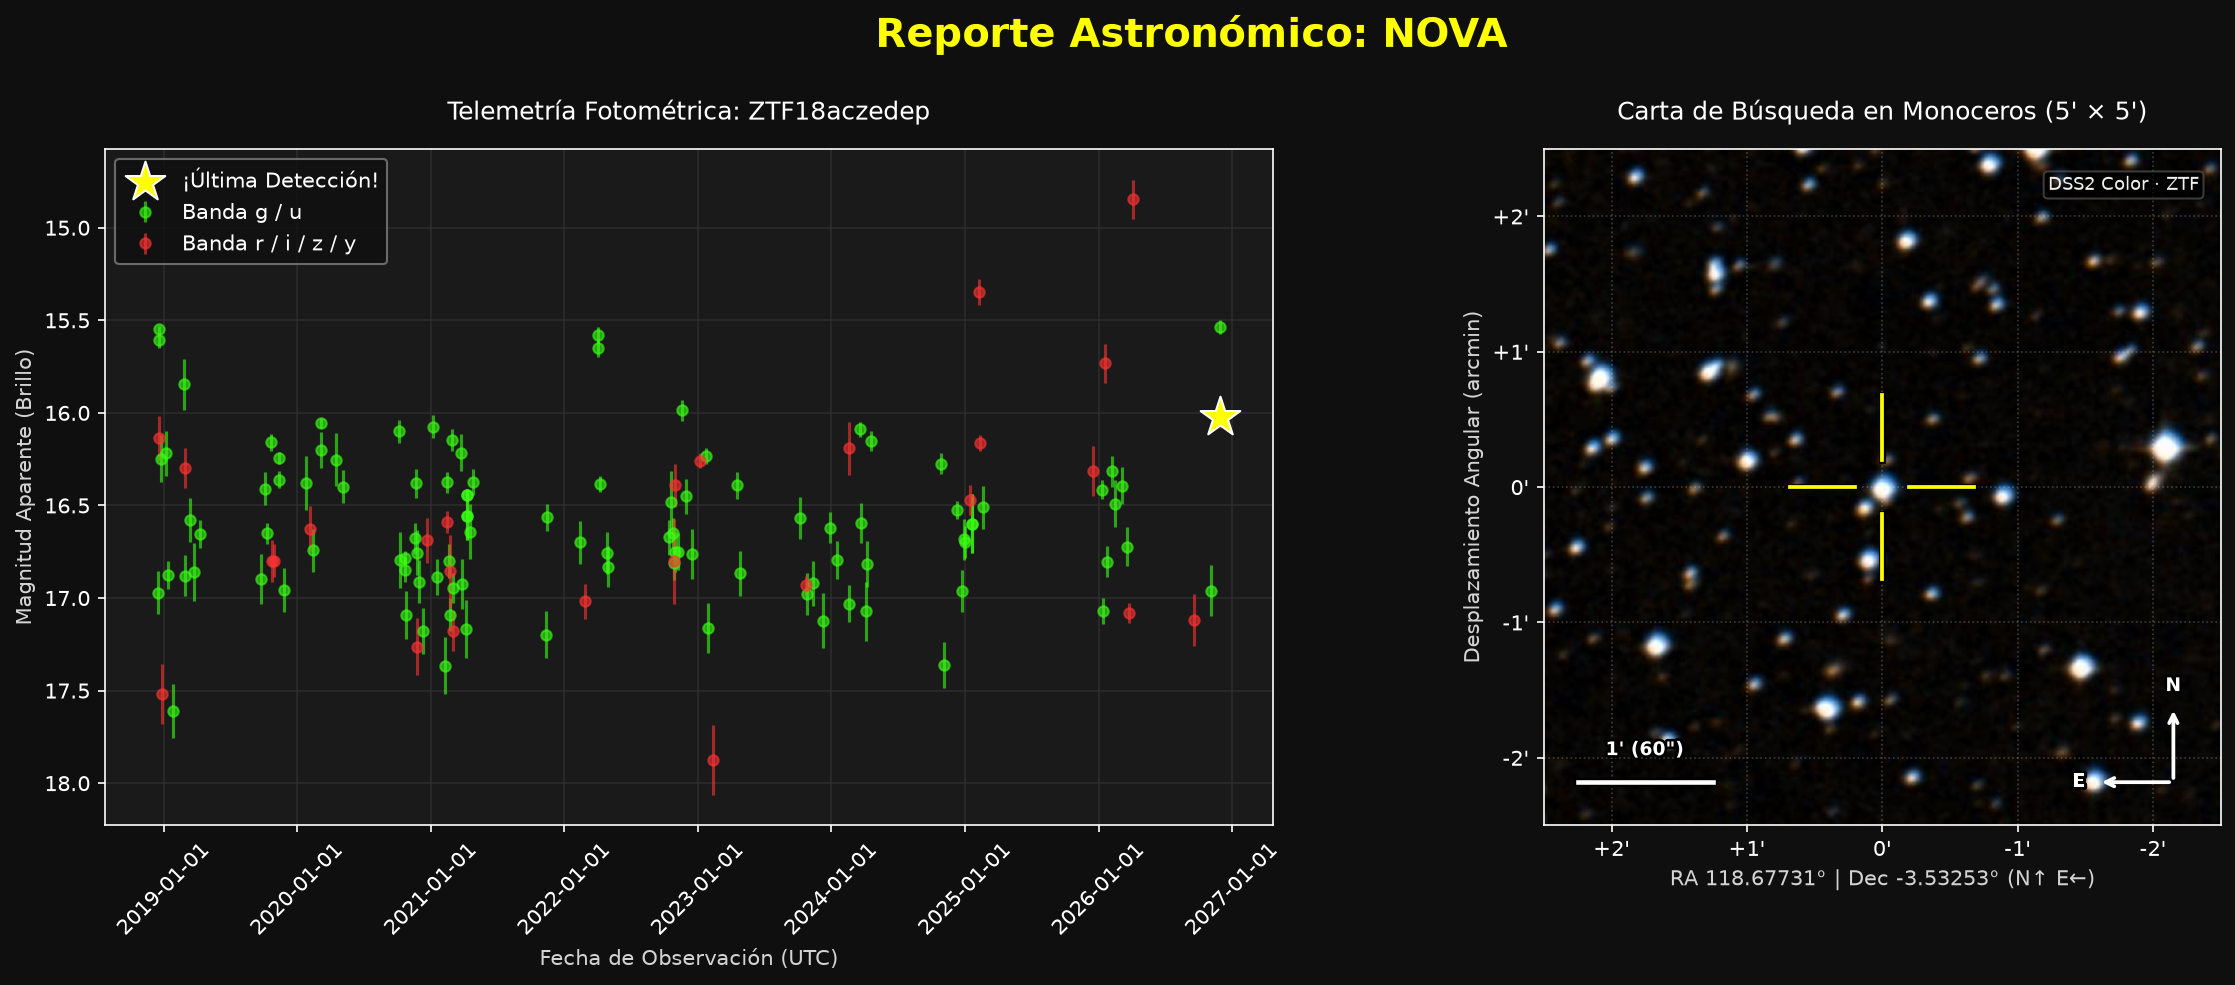 Reporte Astronómico: NOVA
Telemetría Fotométrica: ZTF18aczedep
¡Última Detección!
Banda g / u
Banda r / i / z / y
Magnitud Aparente (Brillo)
15.0
15.5
16.0
16.5
17.0
17.5
18.0
2019-01-01
2020-01-01
2021-01-01
2022-01-01
2023-01-01
2024-01-01
2025-01-01
2026-01-01
2027-01-01
Fecha de Observación (UTC)
Carta de Búsqueda en Monoceros (5' × 5')
DSS2 Color · ZTF
Desplazamiento Angular (arcmin)
+2'
+1'
0'
-1'
-2'
N
E
1' (60")
+2'
+1'
0'
-1'
-2'
RA 118.67731° | Dec -3.53253° (N↑ E←)